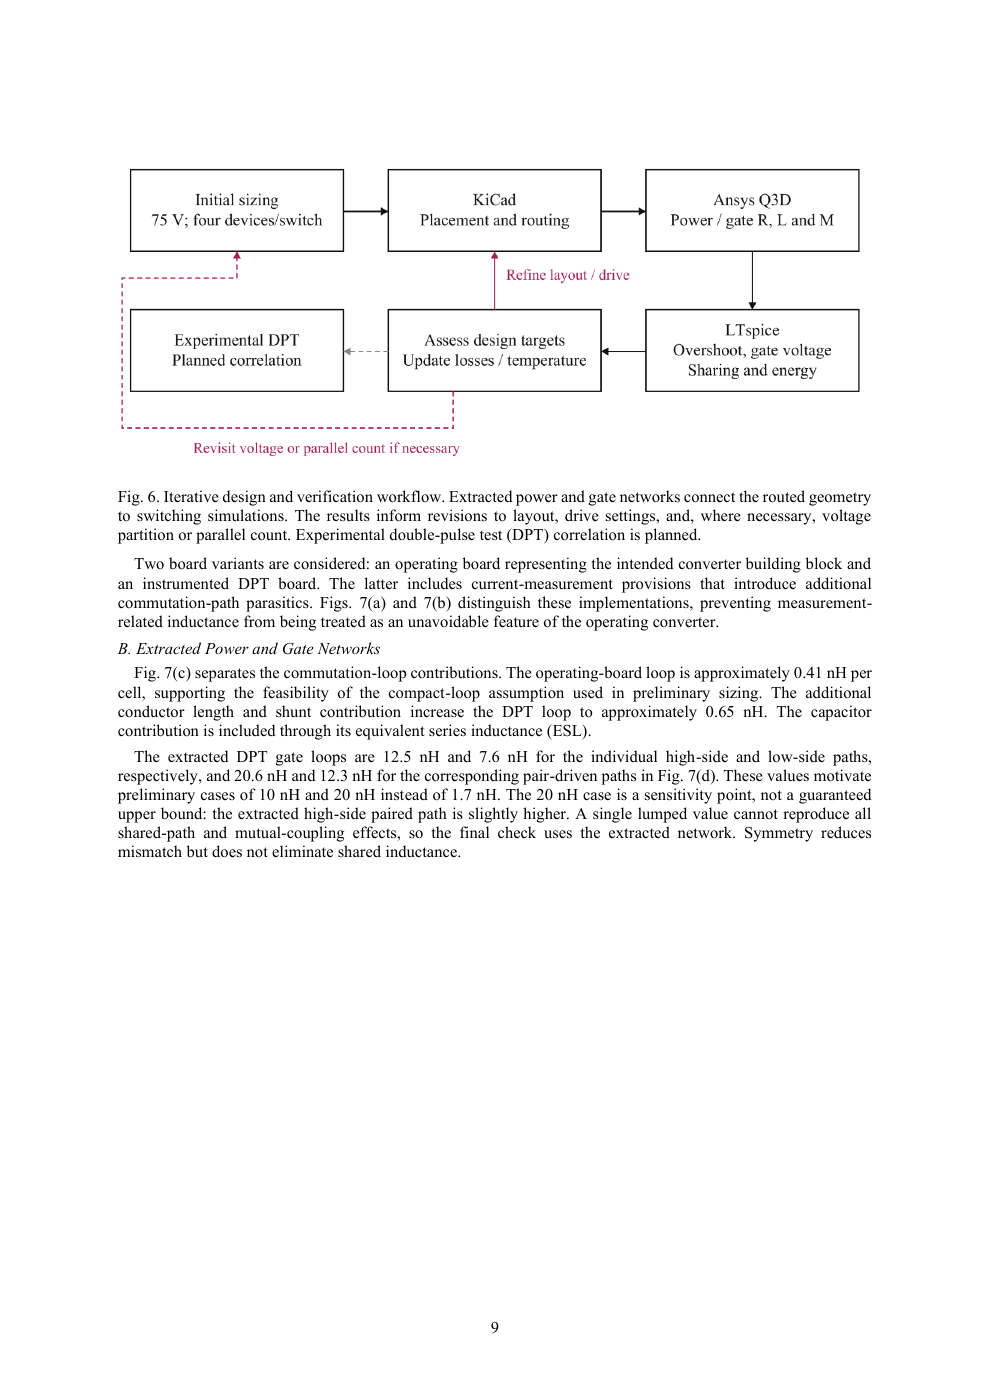 Initial sizing
75 V; four devices/switch
KiCad
Placement and routing
Ansys Q3D
Power / gate R, L and M
Refine layout / drive
Experimental DPT
Planned correlation
Assess design targets
Update losses / temperature
LTspice
Overshoot, gate voltage
Sharing and energy
Revisit voltage or parallel count if necessary
Fig. 6. Iterative design and verification workflow. Extracted power and gate networks connect the routed geometry
to switching simulations. The results inform revisions to layout, drive settings, and, where necessary, voltage
partition or parallel count. Experimental double-pulse test (DPT) correlation is planned.
Two board variants are considered: an operating board representing the intended converter building block and
an instrumented DPT board. The latter includes current-measurement provisions that introduce additional
commutation-path parasitics. Figs. 7(a) and 7(b) distinguish these implementations, preventing measurement-
related inductance from being treated as an unavoidable feature of the operating converter.
B. Extracted Power and Gate Networks
Fig. 7(c) separates the commutation-loop contributions. The operating-board loop is approximately 0.41 nH per
cell, supporting the feasibility of the compact-loop assumption used in preliminary sizing. The additional
conductor length and shunt contribution increase the DPT loop to approximately 0.65 nH. The capacitor
contribution is included through its equivalent series inductance (ESL).
The extracted DPT gate loops are 12.5 nH and 7.6 nH for the individual high-side and low-side paths,
respectively, and 20.6 nH and 12.3 nH for the corresponding pair-driven paths in Fig. 7(d). These values motivate
preliminary cases of 10 nH and 20 nH instead of 1.7 nH. The 20 nH case is a sensitivity point, not a guaranteed
upper bound: the extracted high-side paired path is slightly higher. A single lumped value cannot reproduce all
shared-path and mutual-coupling effects, so the final check uses the extracted network. Symmetry reduces
mismatch but does not eliminate shared inductance.
9